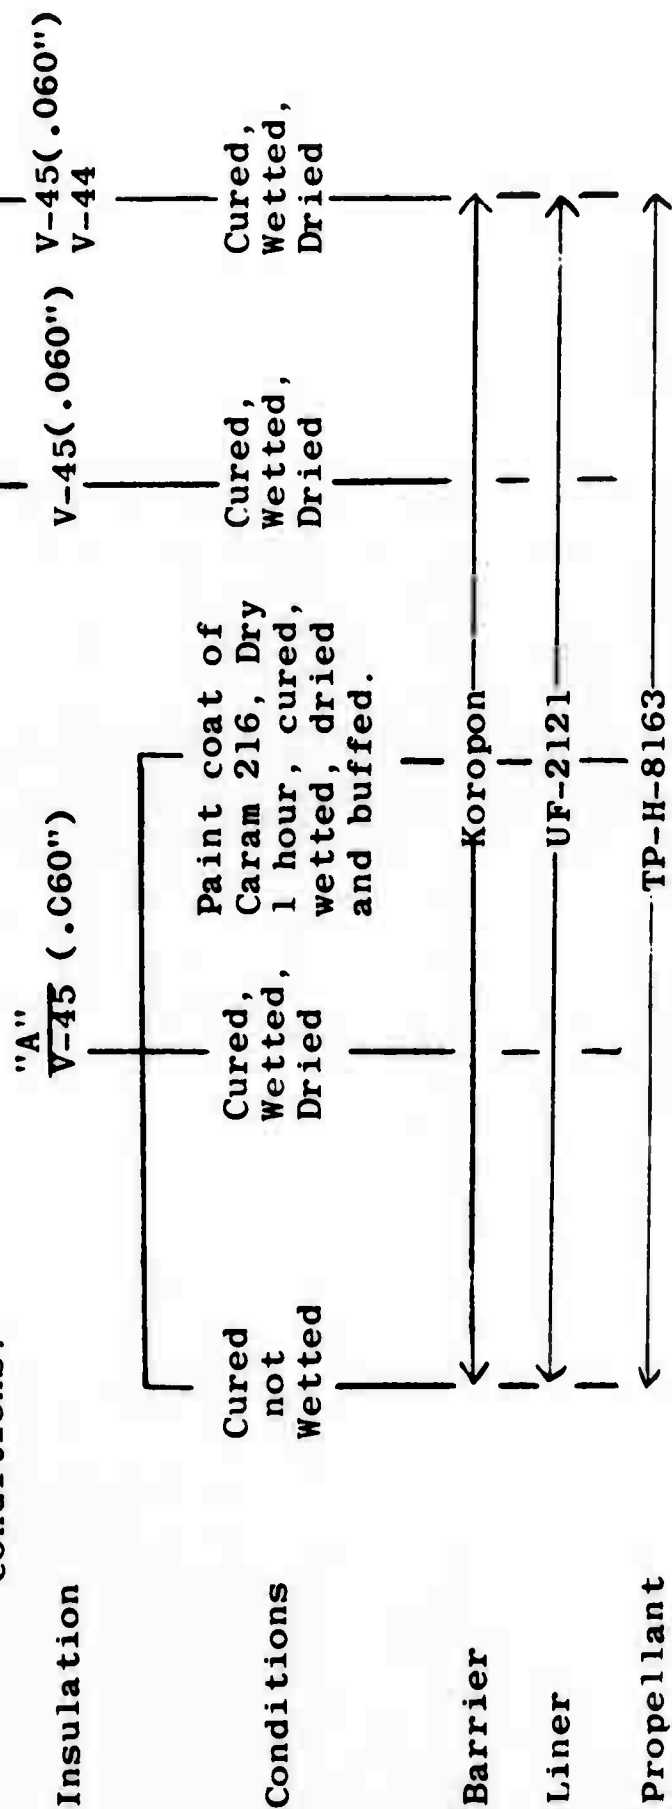 conditions.
Insulation
"A"
V-45 (.C60")
V-45(.060")
V-45(.060")
V-44
Conditions
Cured
not
Wetted
Cured,
Wetted,
Dried
Paint coat of
Caram 216, Dry
1 hour, cured,
wetted, dried
and buffed.
Cured,
Wetted,
Dried
Cured,
Wetted,
Dried
Barrier
Koropon
Liner
UF-2121
Propellant
TP-H-8163